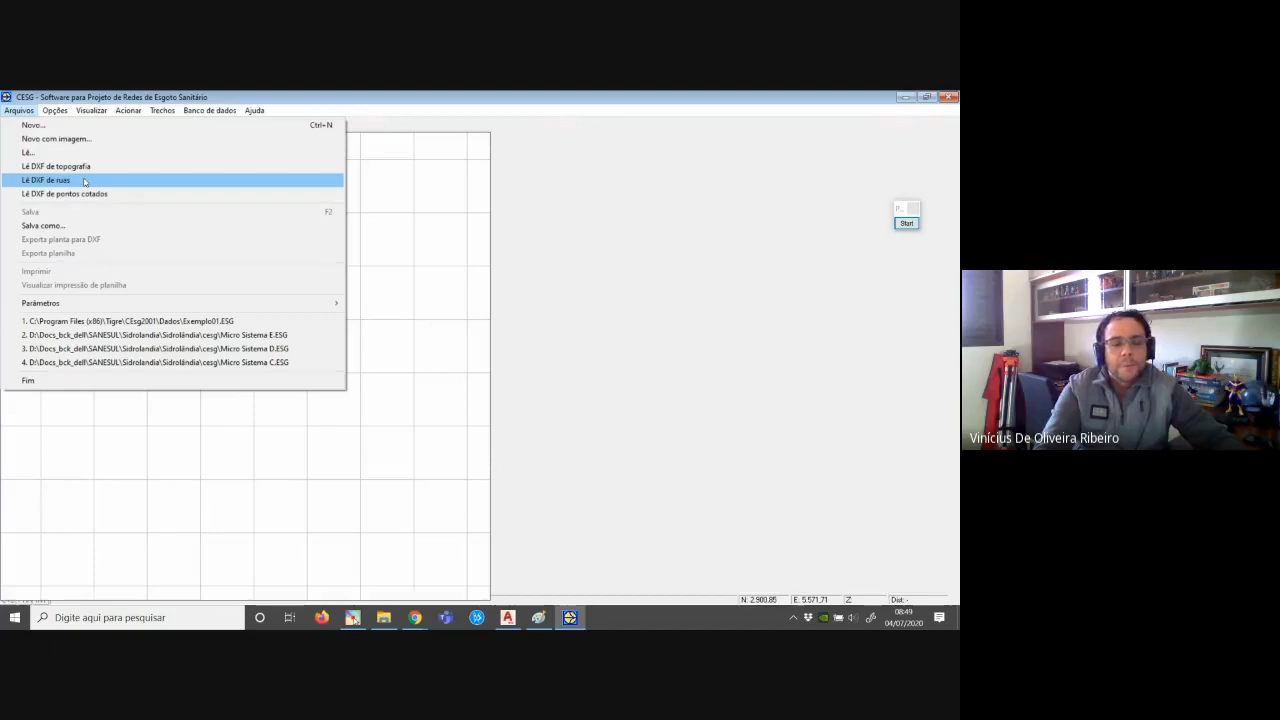 CESG - Software para Projeto de Redes de Esgoto Sanitário
Arquivos Opções Visualizar Acionar Trechos Banco de dados Ajuda
Novo... Ctrl+N
Novo com imagem...
Lê...
Lê DXF de topografia
Lê DXF de ruas
Lê DXF de pontos cotados
Salva F2
Salva como...
Exporta planta para DXF
Exporta planilha
Imprimir
Visualizar impressão de planilha
Parâmetros
1. C:\Program Files (x86)\Tigre\CEsg2001\Dados\Exemplo01.ESG
2. D:\Docs_bck_dell\SANESUL\Sidrolandia\Sidrolândia\cesg\Micro Sistema E.ESG
3. D:\Docs_bck_dell\SANESUL\Sidrolandia\Sidrolândia\cesg\Micro Sistema D.ESG
4. D:\Docs_bck_dell\SANESUL\Sidrolandia\Sidrolândia\cesg\Micro Sistema C.ESG
Fim
P...
Start
Vinícius De Oliveira Ribeiro
N: 2.900,85 E: 5.571,71 Z: Dist: -
Digite aqui para pesquisar
08:49
04/07/2020